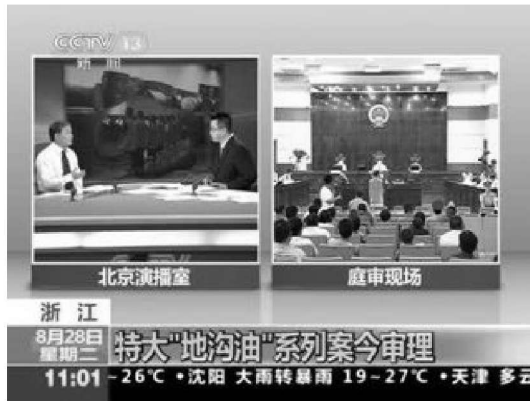 CCTV 13
新闻
北京演播室
庭审现场
浙江
8月28日
星期二
特大"地沟油"系列案今审理
11:01
~26℃ •沈阳 大雨转暴雨 19~27℃ •天津 多云